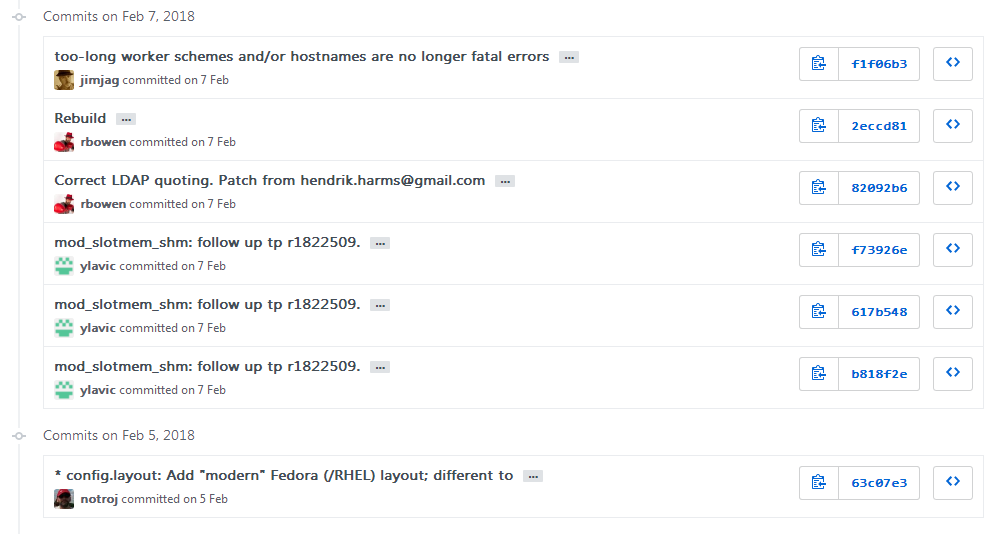 Commits on Feb 7, 2018
too-long worker schemes and/or hostnames are no longer fatal errors …
f1f06b3
jimjag committed on 7 Feb
Rebuild …
2eccd81
rbowen committed on 7 Feb
Correct LDAP quoting. Patch from hendrik.harms@gmail.com …
82092b6
rbowen committed on 7 Feb
mod_slotmem_shm: follow up tp r1822509. …
f73926e
ylavic committed on 7 Feb
mod_slotmem_shm: follow up tp r1822509. …
617b548
ylavic committed on 7 Feb
mod_slotmem_shm: follow up tp r1822509. …
b818f2e
ylavic committed on 7 Feb
Commits on Feb 5, 2018
* config.layout: Add "modern" Fedora (/RHEL) layout; different to …
63c07e3
notroj committed on 5 Feb